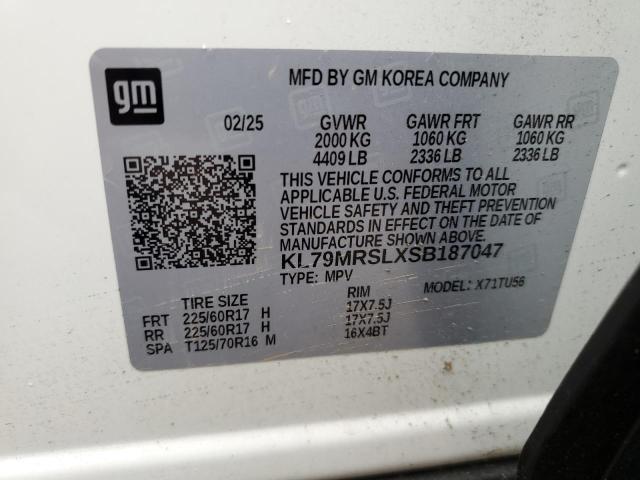 gm
MFD BY GM KOREA COMPANY
02/25 GVWR GAWR FRT GAWR RR
2000 KG 1060 KG 1060 KG
4409 LB 2336 LB 2336 LB
THIS VEHICLE CONFORMS TO ALL
APPLICABLE U.S. FEDERAL MOTOR
VEHICLE SAFETY AND THEFT PREVENTION
STANDARDS IN EFFECT ON THE DATE OF
MANUFACTURE SHOWN ABOVE.
KL79MRSLXSB187047
TYPE: MPV MODEL: X71TU56
TIRE SIZE RIM
FRT 225/60R17 H 17X7.5J
RR 225/60R17 H 17X7.5J
SPA T125/70R16 M 16X4BT